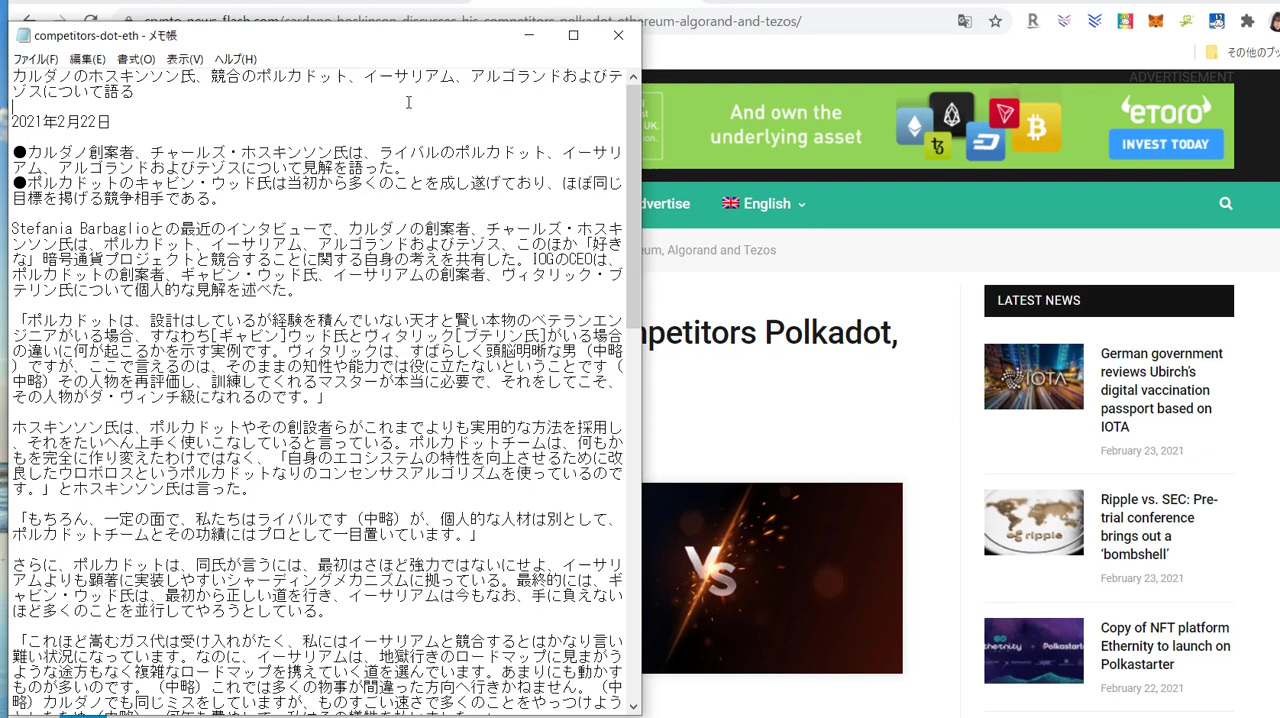 crypto-news-flash.com/cardano-hoskinson-discusses-his-competitors-polkadot-ethereum-algorand-and-tezos/
その他のブッ
competitors-dot-eth - メモ帳
ファイル(F) 編集(E) 書式(O) 表示(V) ヘルプ(H)
カルダノのホスキンソン氏、競合のポルカドット、イーサリアム、アルゴランドおよびテ
ゾスについて語る
2021年2月22日
●カルダノ創案者、チャールズ・ホスキンソン氏は、ライバルのポルカドット、イーサリ
アム、アルゴランドおよびテゾスについて見解を語った。
●ポルカドットのキャビン・ウッド氏は当初から多くのことを成し遂げており、ほぼ同じ
目標を掲げる競争相手である。
Stefania Barbaglioとの最近のインタビューで、カルダノの創案者、チャールズ・ホス
キンソン氏は、ポルカドット、イーサリアム、アルゴランドおよびテゾス、このほか「好き
な」暗号通貨プロジェクトと競合することに関する自身の考えを共有した。IOGのCEOは、
ポルカドットの創案者、ギャビン・ウッド氏、イーサリアムの創案者、ヴィタリック・ブ
テリン氏について個人的な見解を述べた。
「ポルカドットは、設計はしているが経験を積んでいない天才と賢い本物のベテランエン
ジニアがいる場合、すなわち[ギャビン]ウッド氏とヴィタリック[ブテリン氏]がいる場合
の違いに何が起こるかを示す実例です。ヴィタリックは、すばらしく頭脳明晰な男（中略
）ですが、ここで言えるのは、そのままの知性や能力では役に立たないということです（
中略）その人物を再評価し、訓練してくれるマスターが本当に必要で、それをしてこそ、
その人物がダ・ヴィンチ級になれるのです。」
ホスキンソン氏は、ポルカドットやその創設者らがこれまでよりも実用的な方法を採用し
、それをたいへん上手く使いこなしていると言っている。ポルカドットチームは、何もか
もを完全に作り変えたわけではなく、「自身のエコシステムの特性を向上させるために改
良したウロボロスというポルカドットなりのコンセンサスアルゴリズムを使っているので
す。」とホスキンソン氏は言った。
「もちろん、一定の面で、私たちはライバルです（中略）が、個人的な人材は別として、
ポルカドットチームとその功績にはプロとして一目置いています。」
さらに、ポルカドットは、同氏が言うには、最初はさほど強力ではないにせよ、イーサリ
アムよりも顕著に実装しやすいシャーディングメカニズムに拠っている。最終的には、ギ
ャビン・ウッド氏は、最初から正しい道を行き、イーサリアムは今もなお、手に負えない
ほど多くのことを並行してやろうとしている。
「これほど嵩むガス代は受け入れがたく、私にはイーサリアムと競合するとはかなり言い
難い状況になっています。なのに、イーサリアムは、地獄行きのロードマップに見まがう
ような途方もなく複雑なロードマップを携えていく道を選んでいます。あまりにも動かす
ものが多いのです。（中略）これでは多くの物事が間違った方向へ行きかねません。（中
略）カルダノでも同じミスをしていますが、ものすごい速さで多くのことをやっつけよう
ADVERTISEMENT
UK.
And own the
underlying asset
eToro
INVEST TODAY
dvertise
English
um, Algorand and Tezos
mpetitors Polkadot,
VS
LATEST NEWS
IOTA
German government
reviews Ubirch's
digital vaccination
passport based on
IOTA
February 23, 2021
ripple
Ripple vs. SEC: Pre-
trial conference
brings out a
‘bombshell’
February 23, 2021
thernity
Polkastarter
Copy of NFT platform
Ethernity to launch on
Polkastarter
February 22, 2021